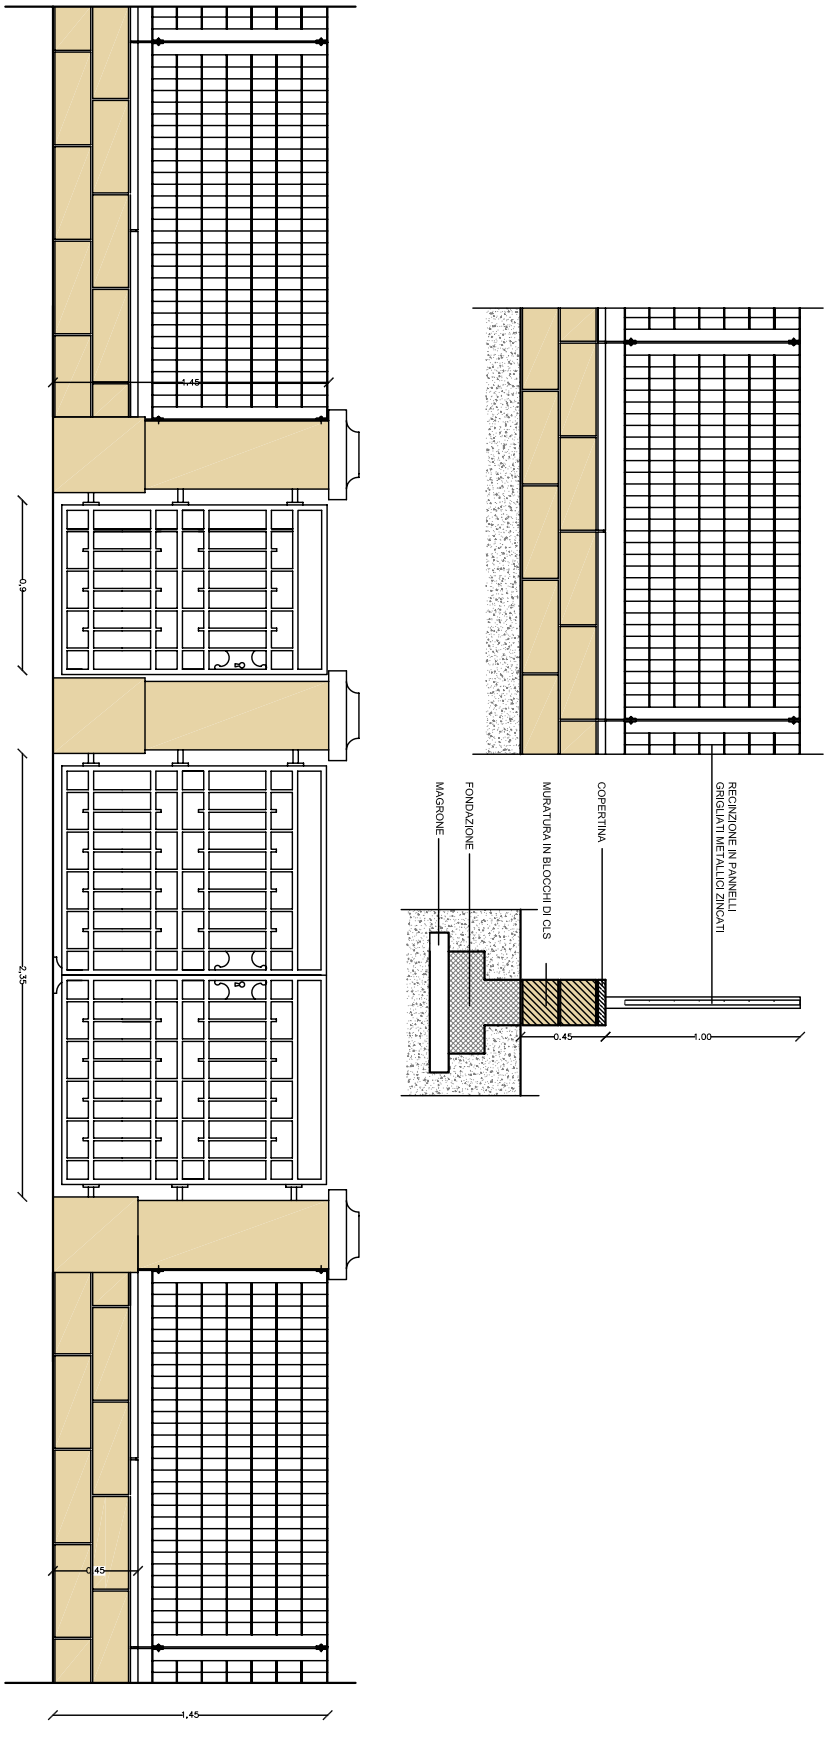 RECINZIONE IN PANNELLI
GRIGLIATI METALLICI ZINCATI
COPERTINA
MURATURA IN BLOCCHI DI CLS
FONDAZIONE
MAGRONE
1.00
0.45
1.45
0.9
2.35
0.45
1.45